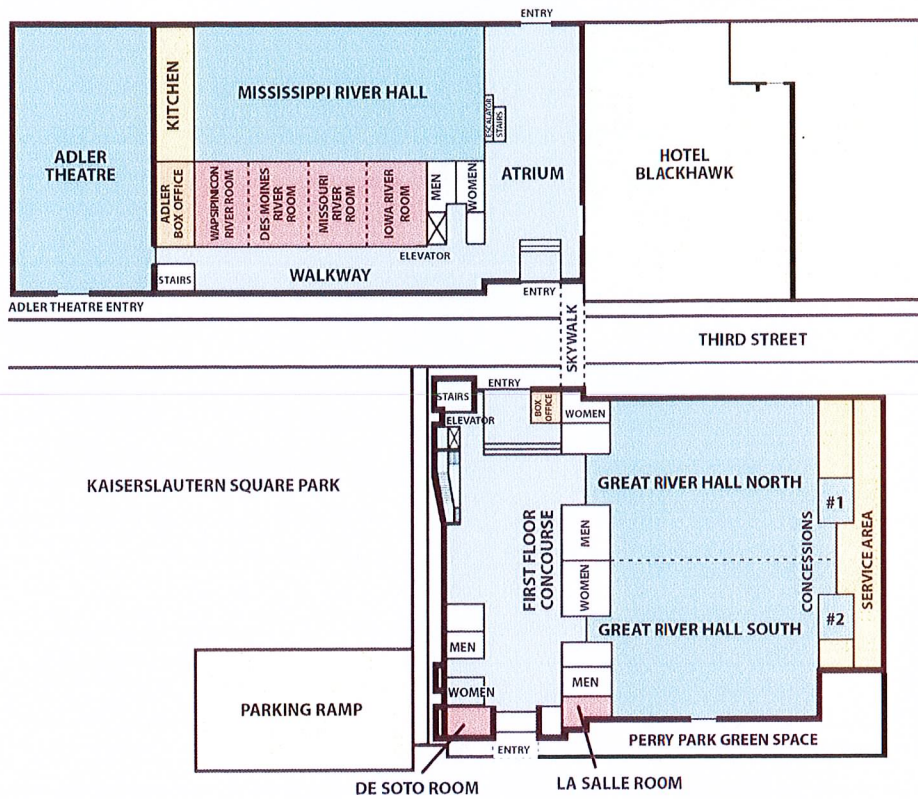 ENTRY
KITCHEN
MISSISSIPPI RIVER HALL
ESCALATOR
STAIRS
ADLER
THEATRE
ADLER
BOX OFFICE
WAPSIPINICON
RIVER ROOM
DES MOINES
RIVER
ROOM
MISSOURI
RIVER
ROOM
IOWA RIVER
ROOM
MEN
WOMEN
ATRIUM
HOTEL
BLACKHAWK
ELEVATOR
STAIRS
WALKWAY
ENTRY
ADLER THEATRE ENTRY
SKYWALK
THIRD STREET
STAIRS
ENTRY
BOX
OFFICE
WOMEN
ELEVATOR
KAISERSLAUTERN SQUARE PARK
GREAT RIVER HALL NORTH
#1
FIRST FLOOR
CONCOURSE
MEN
WOMEN
CONCESSIONS
SERVICE AREA
GREAT RIVER HALL SOUTH
#2
MEN
MEN
WOMEN
PARKING RAMP
ENTRY
PERRY PARK GREEN SPACE
DE SOTO ROOM
LA SALLE ROOM